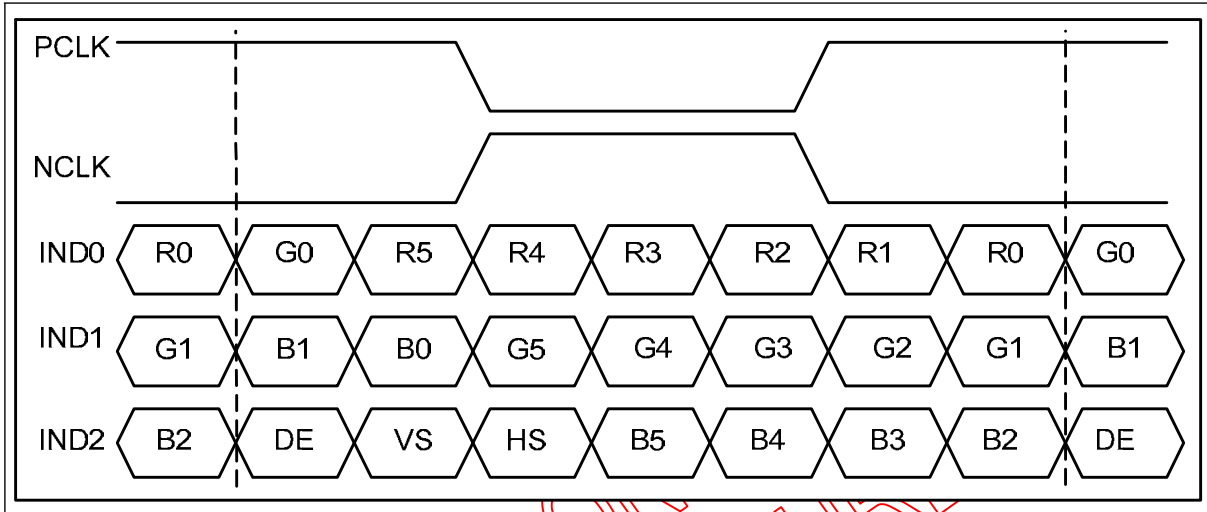 PCLK
NCLK
IND0 R0 G0 R5 R4 R3 R2 R1 R0 G0
IND1 G1 B1 B0 G5 G4 G3 G2 G1 B1
IND2 B2 DE VS HS B5 B4 B3 B2 DE